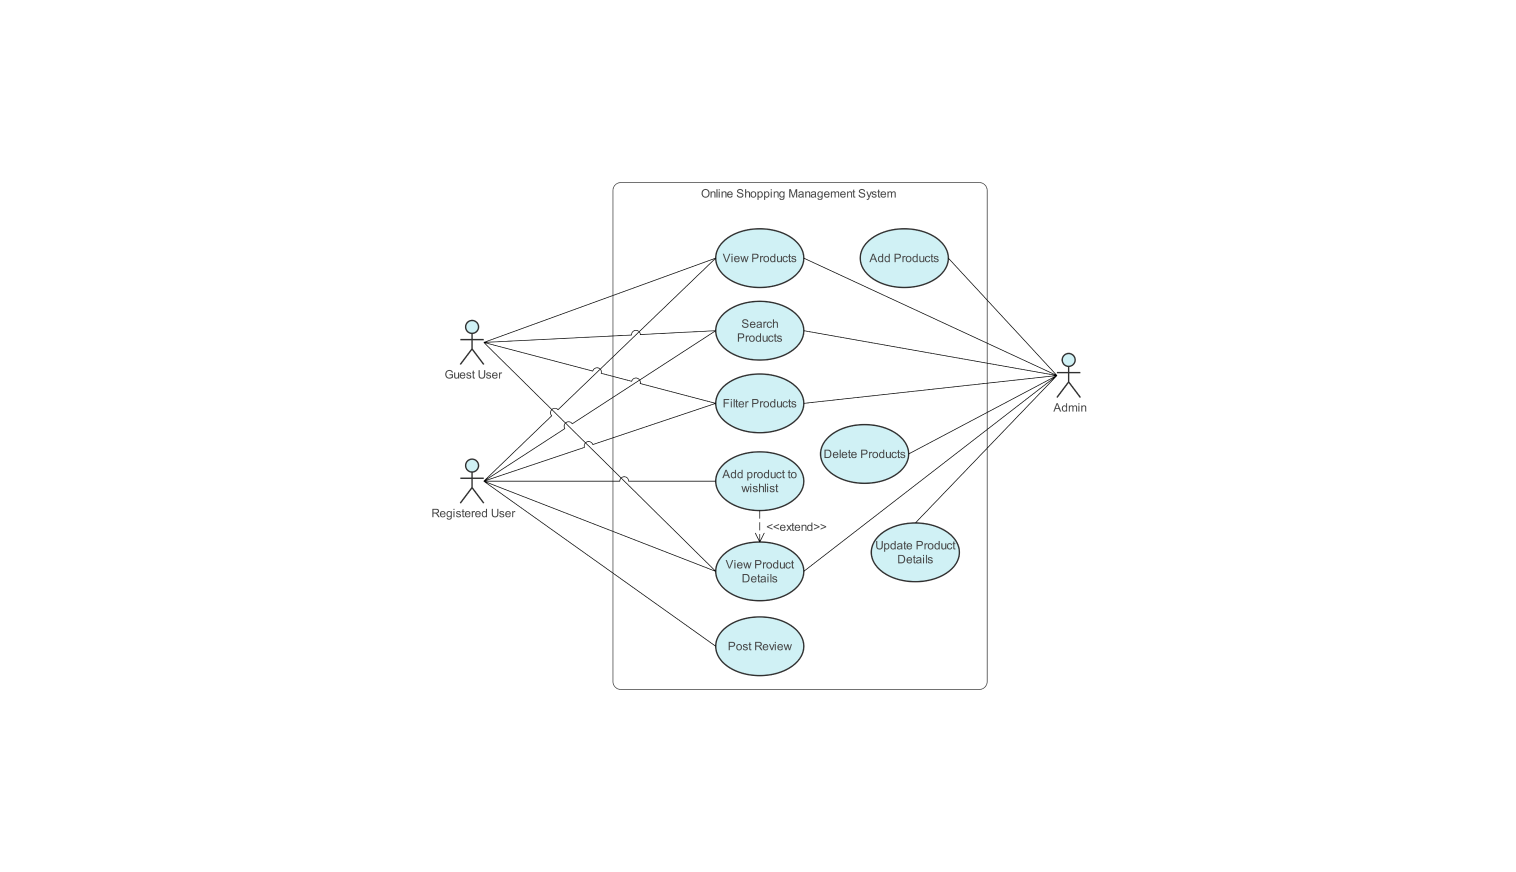 Online Shopping Management System
View Products
Add Products
Search
Products
Guest User
Filter Products
Admin
Delete Products
Add product to
wishlist
Registered User
<<extend>>
Update Product
Details
View Product
Details
Post Review